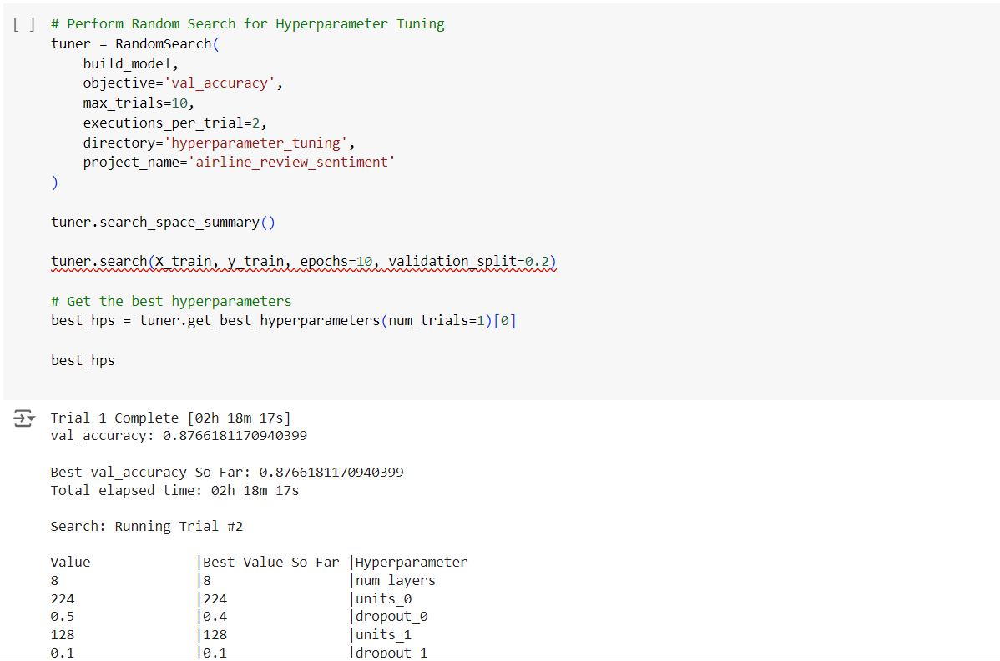 [ ] # Perform Random Search for Hyperparameter Tuning
tuner = RandomSearch(
    build_model,
    objective='val_accuracy',
    max_trials=10,
    executions_per_trial=2,
    directory='hyperparameter_tuning',
    project_name='airline_review_sentiment'
)
tuner.search_space_summary()
tuner.search(X_train, y_train, epochs=10, validation_split=0.2)
# Get the best hyperparameters
best_hps = tuner.get_best_hyperparameters(num_trials=1)[0]
best_hps
Trial 1 Complete [02h 18m 17s]
val_accuracy: 0.8766181170940399
Best val_accuracy So Far: 0.8766181170940399
Total elapsed time: 02h 18m 17s
Search: Running Trial #2
Value             |Best Value So Far |Hyperparameter
8                 |8                 |num_layers
224               |224               |units_0
0.5               |0.4               |dropout_0
128               |128               |units_1
0.1               |0.1               |dropout_1